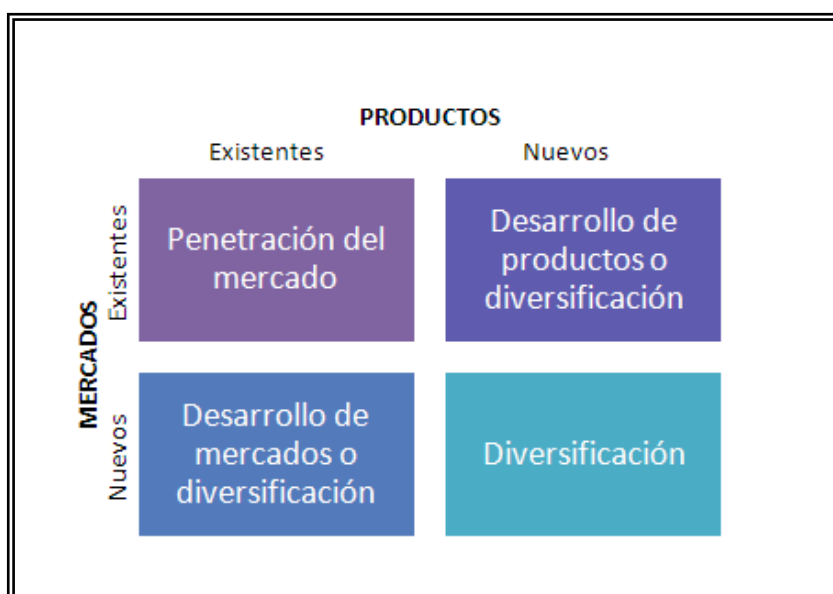 PRODUCTOS
Existentes
Nuevos
MERCADOS
Existentes
Penetración del
mercado
Desarrollo de
productos o
diversificación
Nuevos
Desarrollo de
mercados o
diversificación
Diversificación